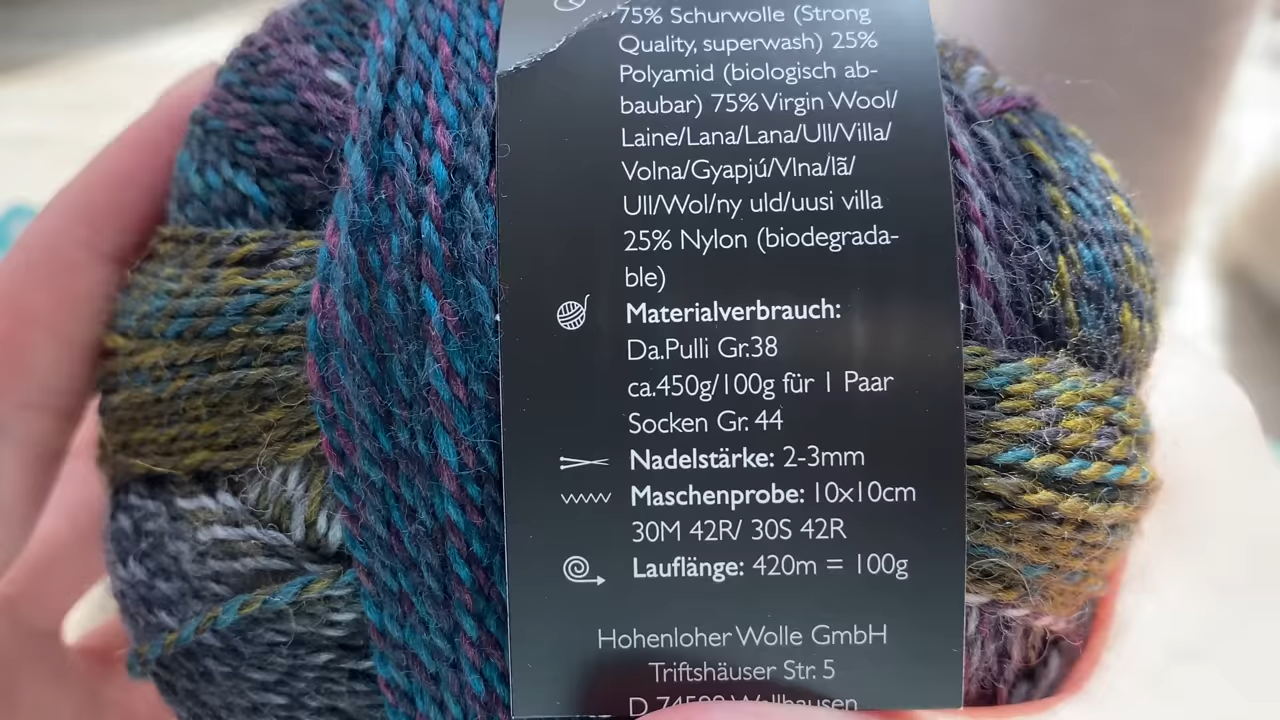 75% Schurwolle (Strong
Quality, superwash) 25%
Polyamid (biologisch ab-
baubar) 75% Virgin Wool/
Laine/Lana/Lana/Ull/Villa/
Volna/Gyapjú/Vlna/lã/
Ull/Wol/ny uld/uusi villa
25% Nylon (biodegrada-
ble)
Materialverbrauch:
Da.Pulli Gr.38
ca.450g/100g für 1 Paar
Socken Gr. 44
Nadelstärke: 2-3mm
Maschenprobe: 10x10cm
30M 42R/ 30S 42R
Lauflänge: 420m = 100g
Hohenloher Wolle GmbH
Triftshäuser Str. 5
D